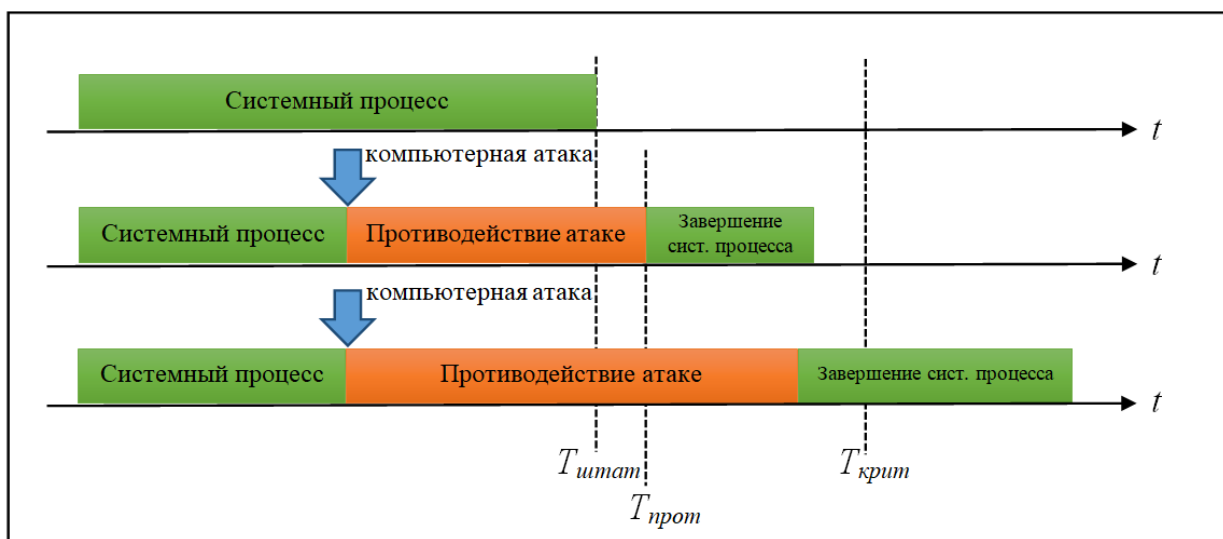 Системный процесс
t
компьютерная атака
Системный процесс
Противодействие атаке
Завершение
сист. процесса
t
компьютерная атака
Системный процесс
Противодействие атаке
Завершение сист. процесса
t
Tштат
Tкрит
Tпрот